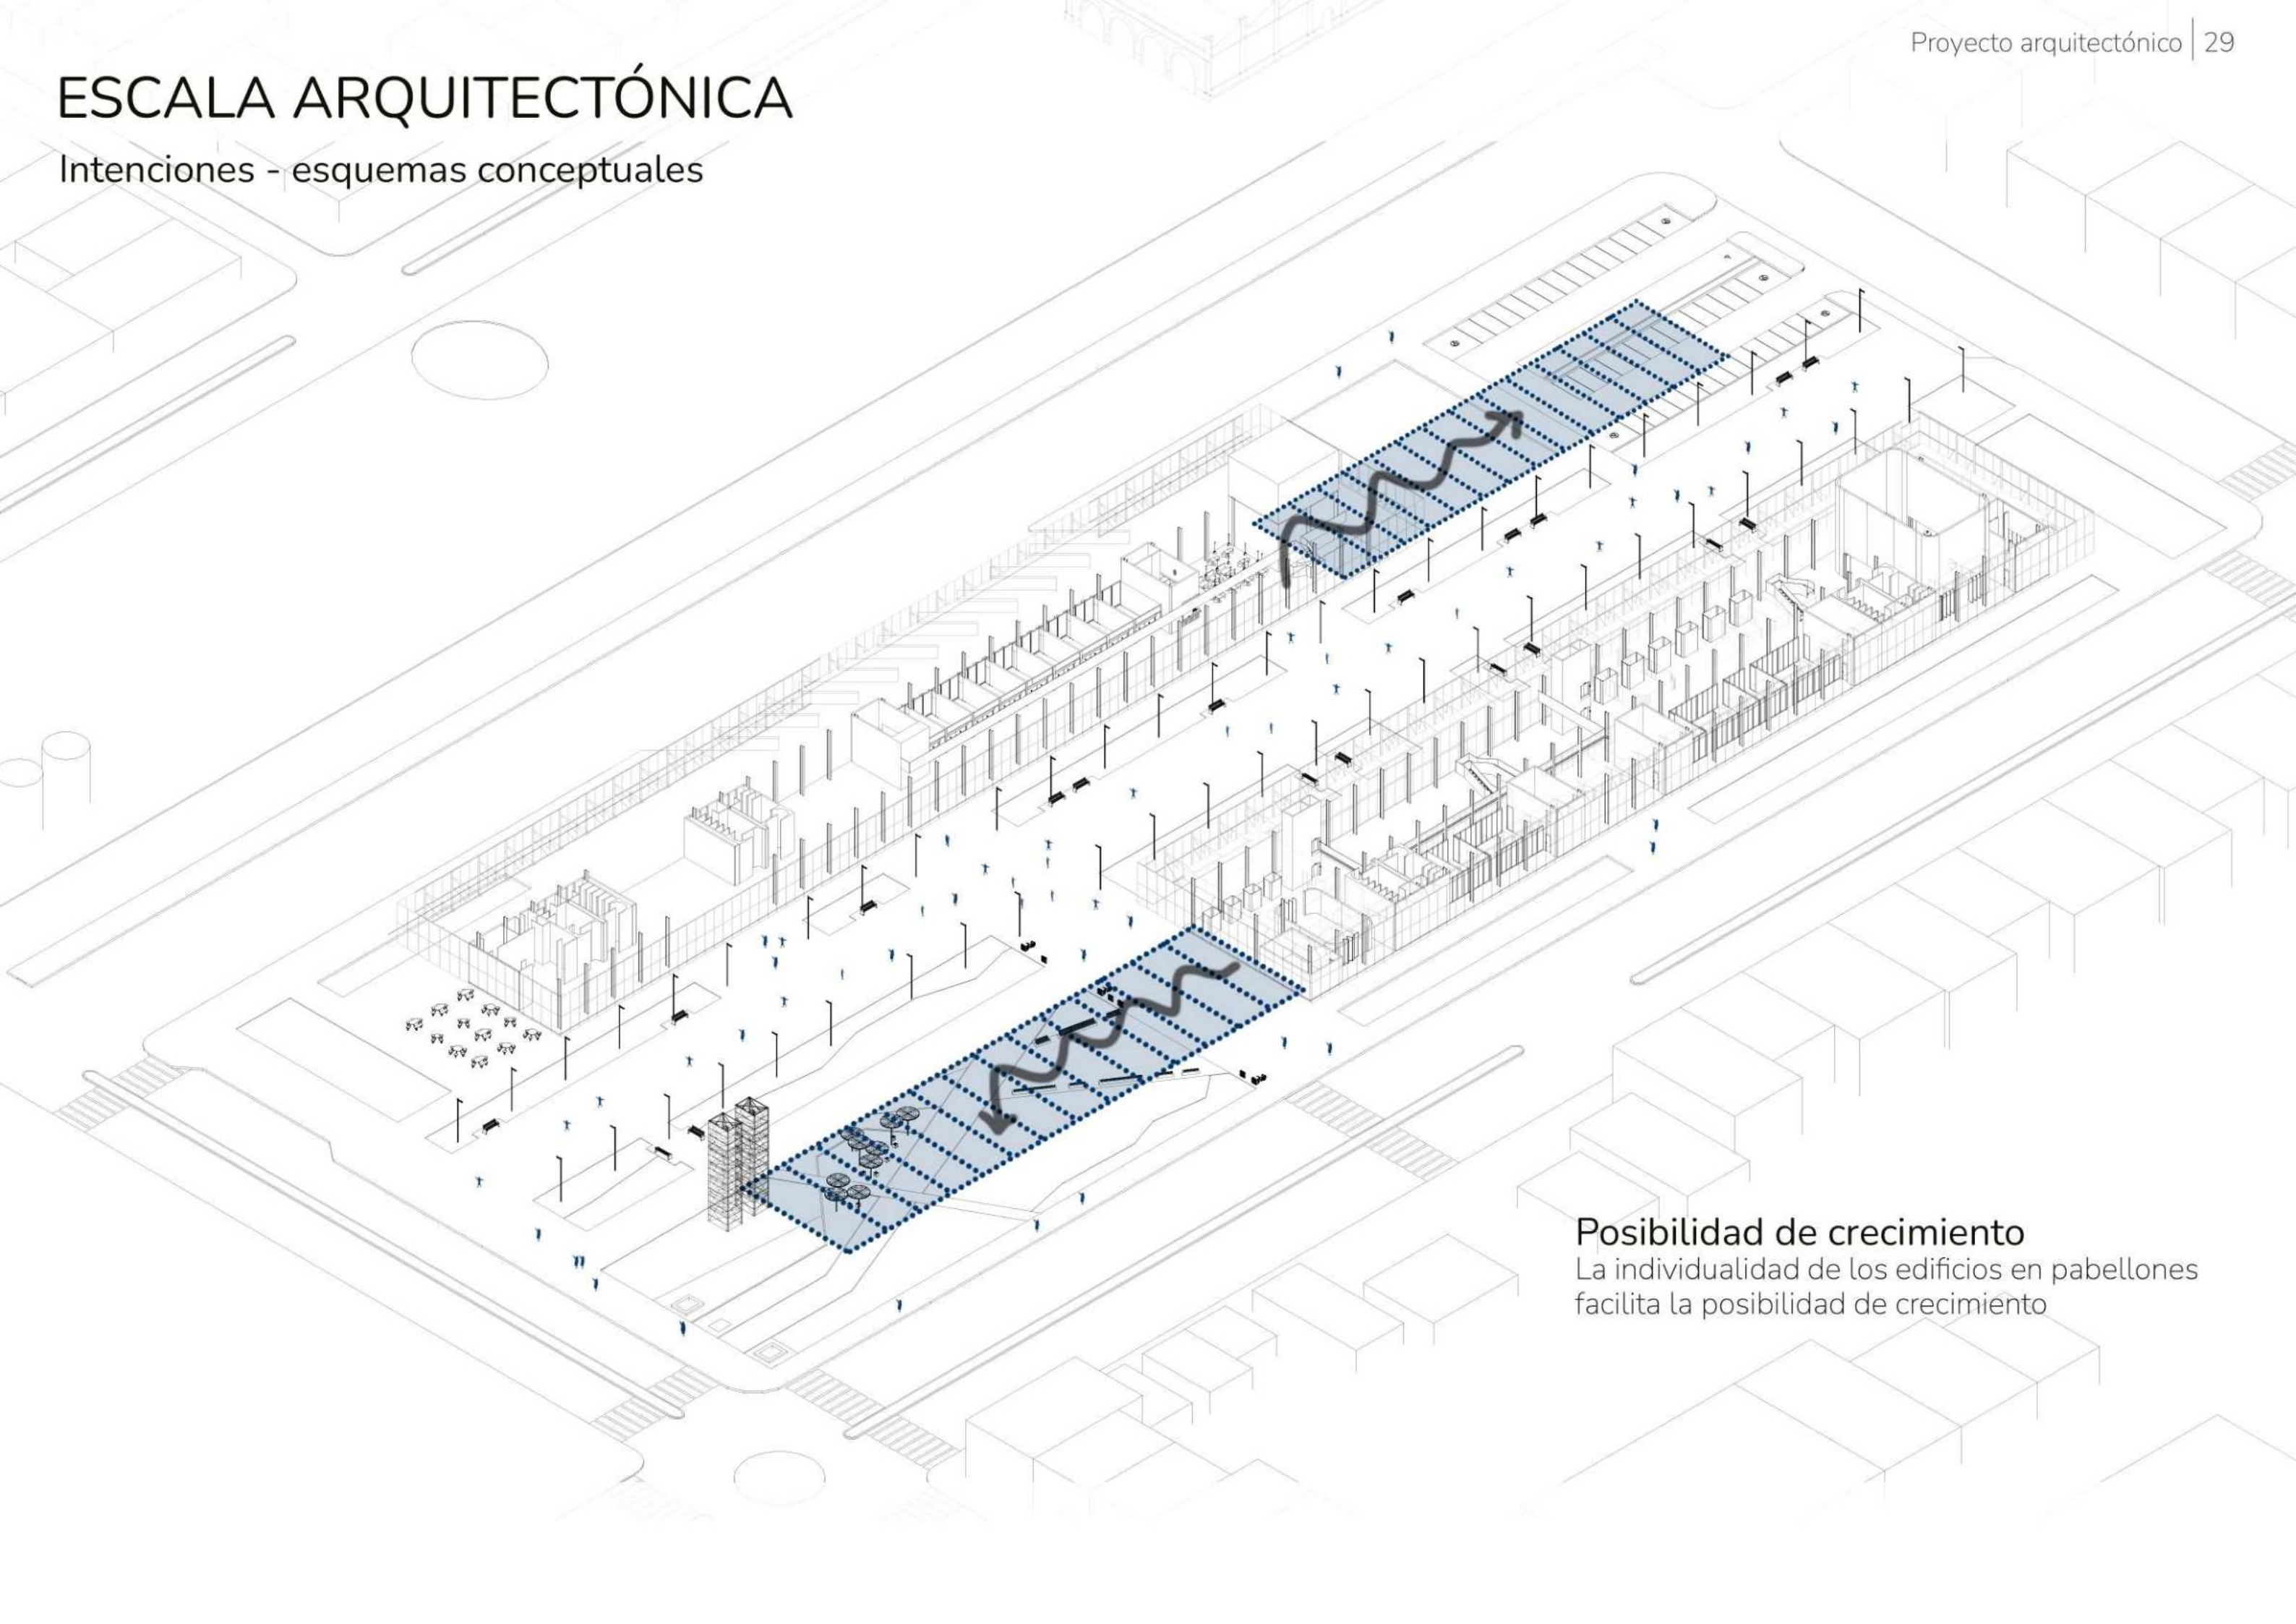 Proyecto arquitectónico | 29
ESCALA ARQUITECTÓNICA
Intenciones - esquemas conceptuales
Posibilidad de crecimiento
La individualidad de los edificios en pabellones
facilita la posibilidad de crecimiento